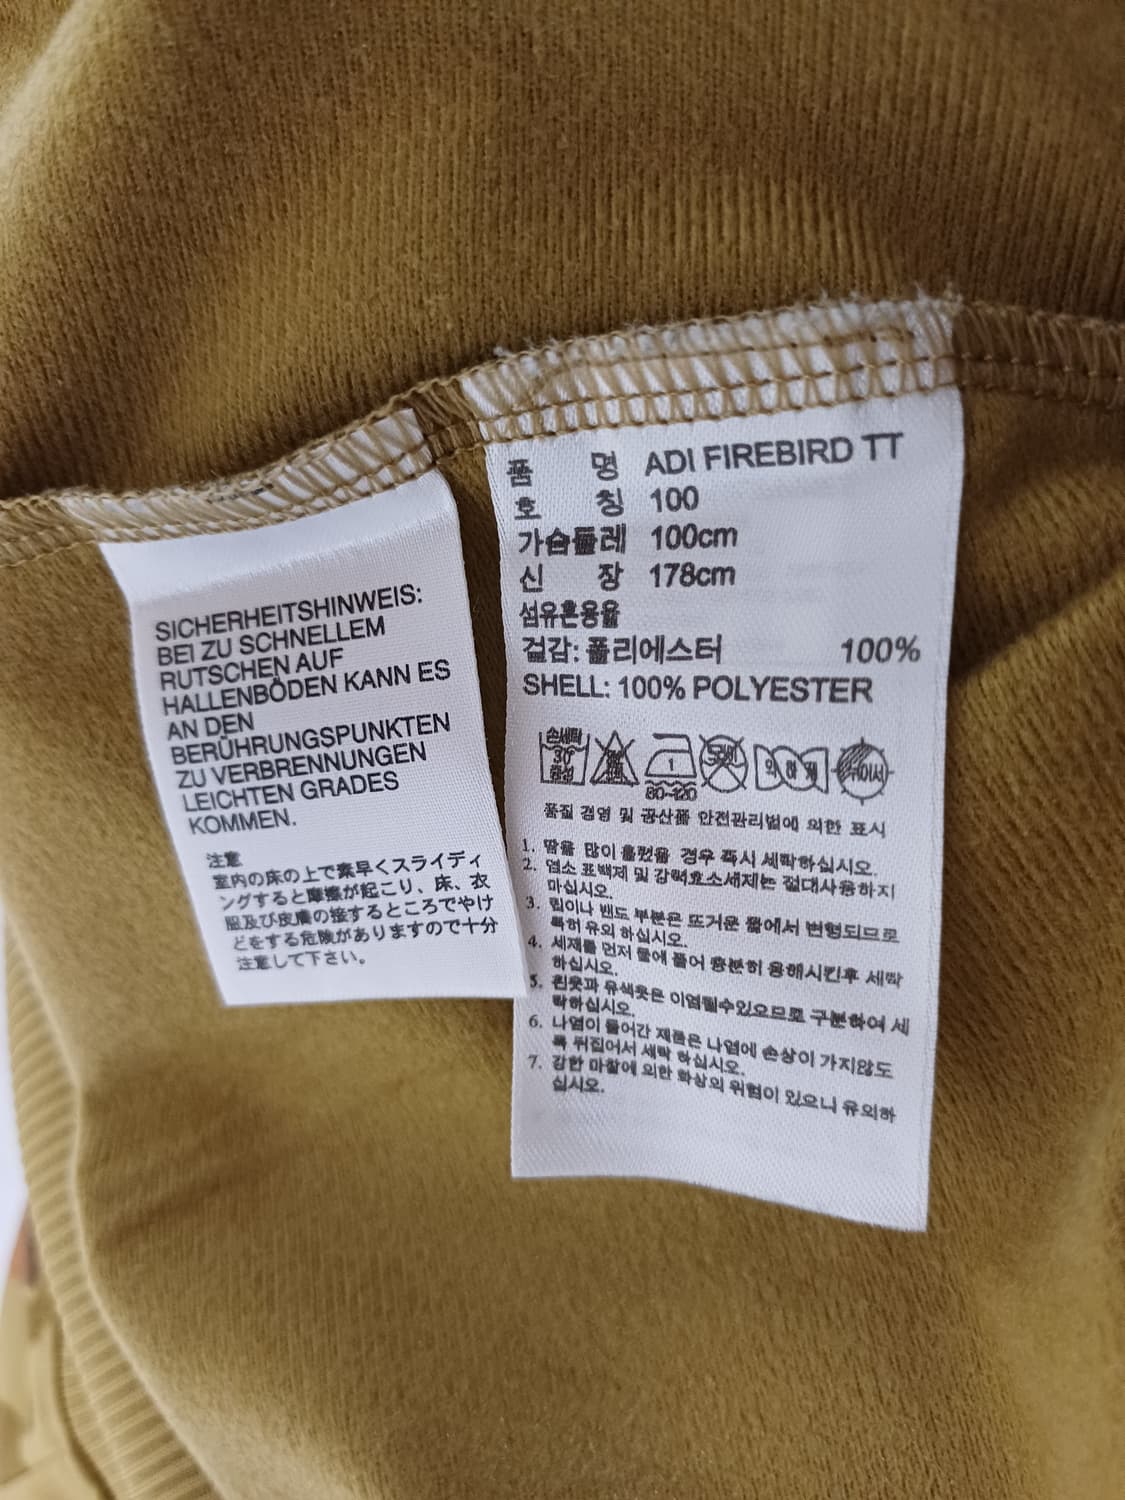 SICHERHEITSHINWEIS:
BEI ZU SCHNELLEM
RUTSCHEN AUF
HALLENBÖDEN KANN ES
AN DEN
BERÜHRUNGSPUNKTEN
ZU VERBRENNUNGEN
LEICHTEN GRADES
KOMMEN.
注意
室内の床の上で素早くスライディ
ングすると摩擦が起こり、床、衣
服及び皮膚の接するところでやけ
どをする危険がありますので十分
注意して下さい。
품 명 ADI FIREBIRD TT
호 칭 100
가슴둘레 100cm
신 장 178cm
섬유혼용율
겉감: 폴리에스터 100%
SHELL: 100% POLYESTER
손세탁
30°
중성
1
80~120
품질 경영 및 공산품 안전관리법에 의한 표시
1. 땀을 많이 흘렸을 경우 즉시 세탁하십시오.
2. 염소 표백제 및 강력효소세제는 절대사용하지
마십시오.
3. 립이나 밴드 부분은 뜨거운 물에서 변형되므로
특히 유의 하십시오.
4. 세재를 먼저 물에 풀어 충분히 용해시킨후 세탁
하십시오.
5. 흰옷과 유색옷은 이염될수있으므로 구분하여 세
탁하십시오.
6. 나염이 들어간 제품은 나염에 손상이 가지않도
록 뒤집어서 세탁 하십시오.
7. 강한 마찰에 의한 화상의 위험이 있으니 유의하
십시오.